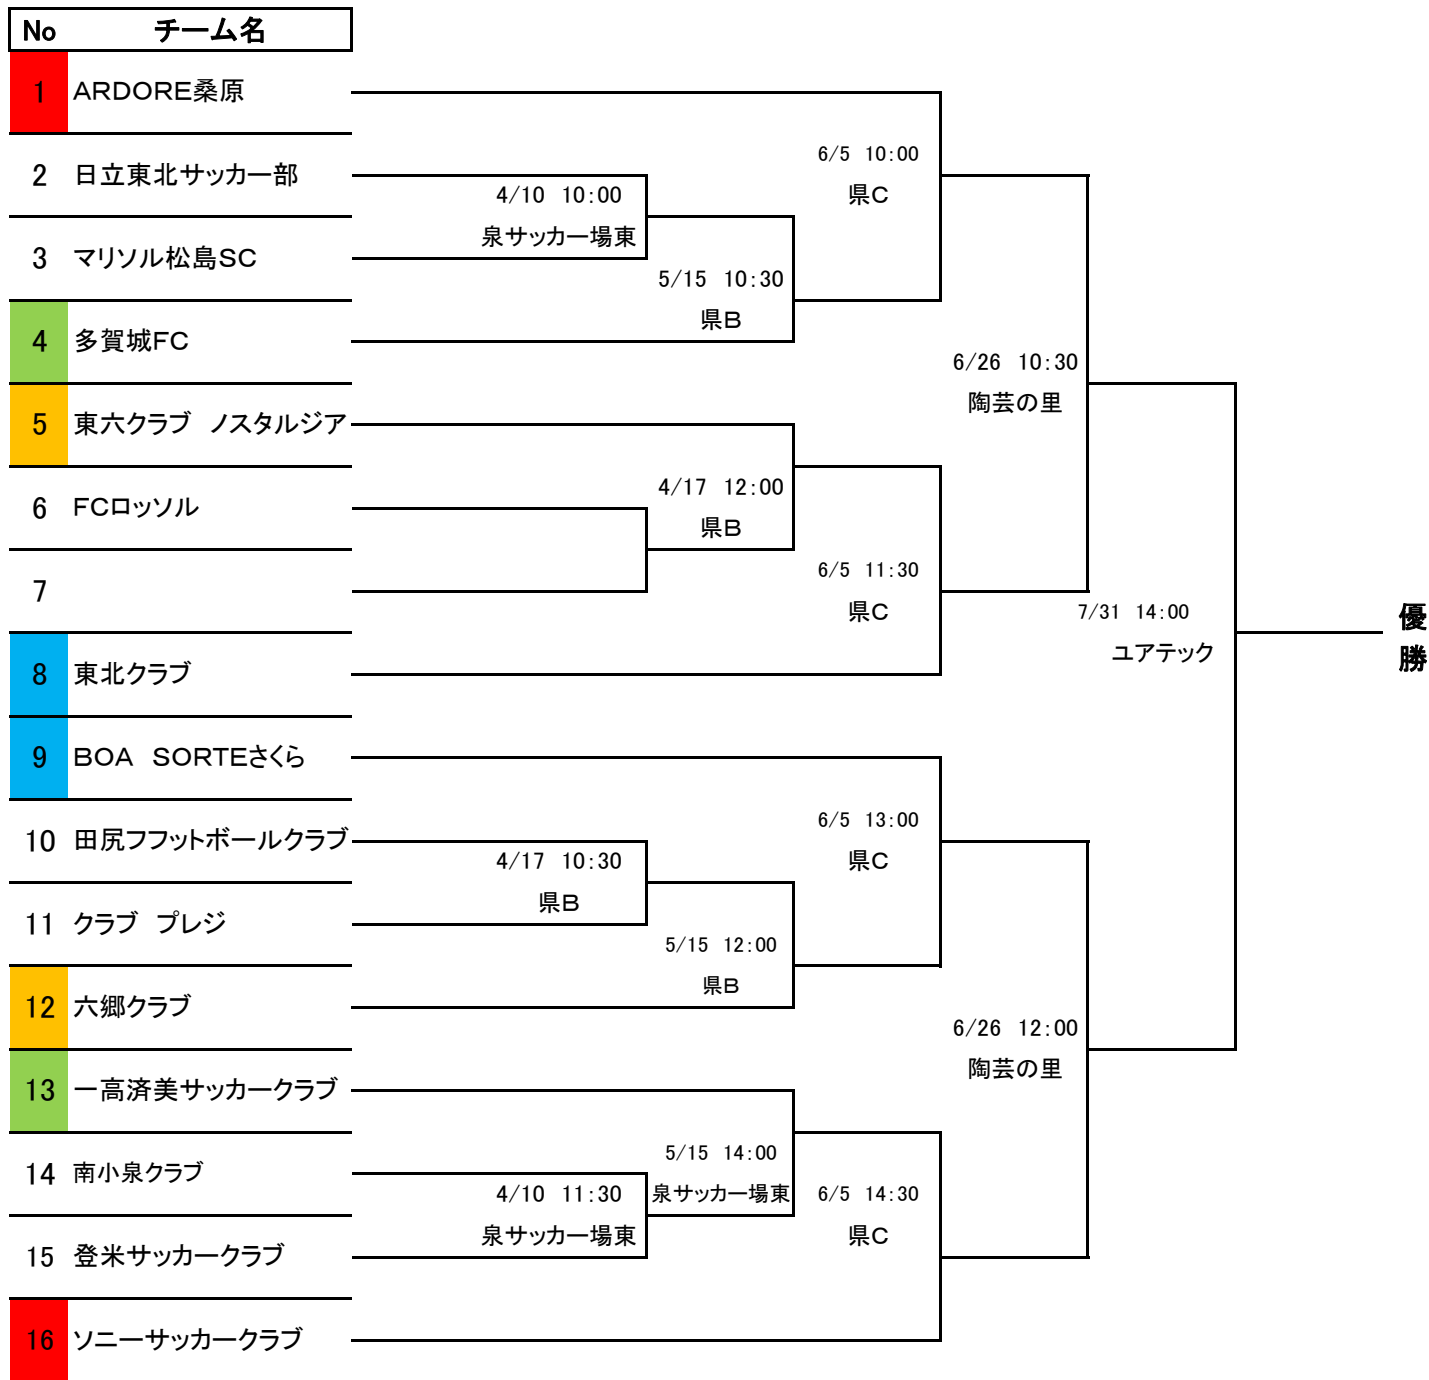 No　チーム名
1　ARDORE桑原
2　日立東北サッカー部
3　マリソル松島SC
4　多賀城FC
5　東六クラブ　ノスタルジア
6　FCロッソル
7
8　東北クラブ
9　BOA　SORTEさくら
10　田尻フフットボールクラブ
11　クラブ　プレジ
12　六郷クラブ
13　一高済美サッカークラブ
14　南小泉クラブ
15　登米サッカークラブ
16　ソニーサッカークラブ
4/10　10:00
泉サッカー場東
4/17　10:30
県B
4/10　11:30
泉サッカー場東
5/15　10:30
県B
4/17　12:00
県B
5/15　12:00
県B
5/15　14:00
泉サッカー場東
6/5　10:00
県C
6/5　11:30
県C
6/5　13:00
県C
6/5　14:30
県C
6/26　10:30
陶芸の里
6/26　12:00
陶芸の里
7/31　14:00
ユアテック
優
勝